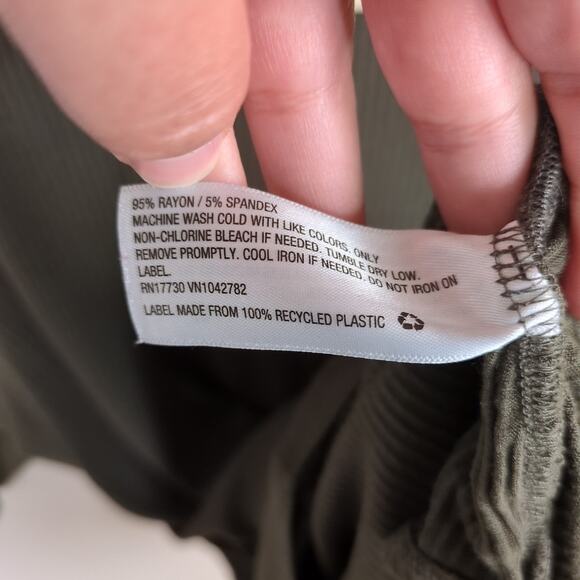 95% RAYON / 5% SPANDEX
MACHINE WASH COLD WITH LIKE COLORS. ONLY
NON-CHLORINE BLEACH IF NEEDED. TUMBLE DRY LOW.
REMOVE PROMPTLY. COOL IRON IF NEEDED. DO NOT IRON ON
LABEL.
RN17730 VN1042782
LABEL MADE FROM 100% RECYCLED PLASTIC